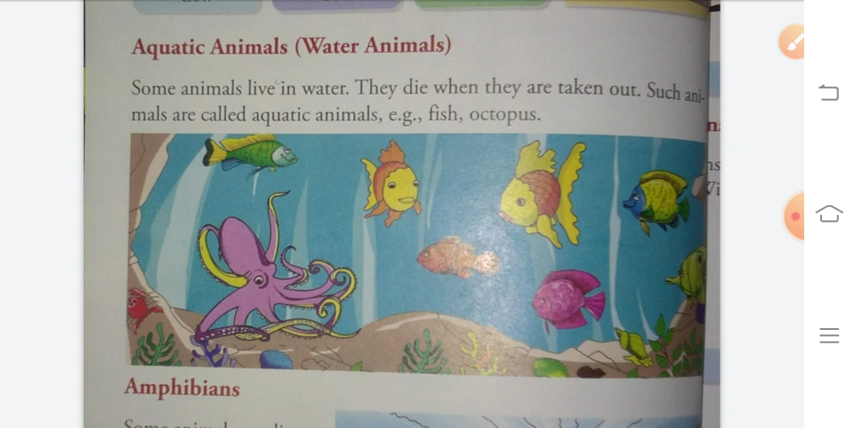 Aquatic Animals (Water Animals)
Some animals live in water. They die when they are taken out. Such ani-
mals are called aquatic animals, e.g., fish, octopus.
Amphibians